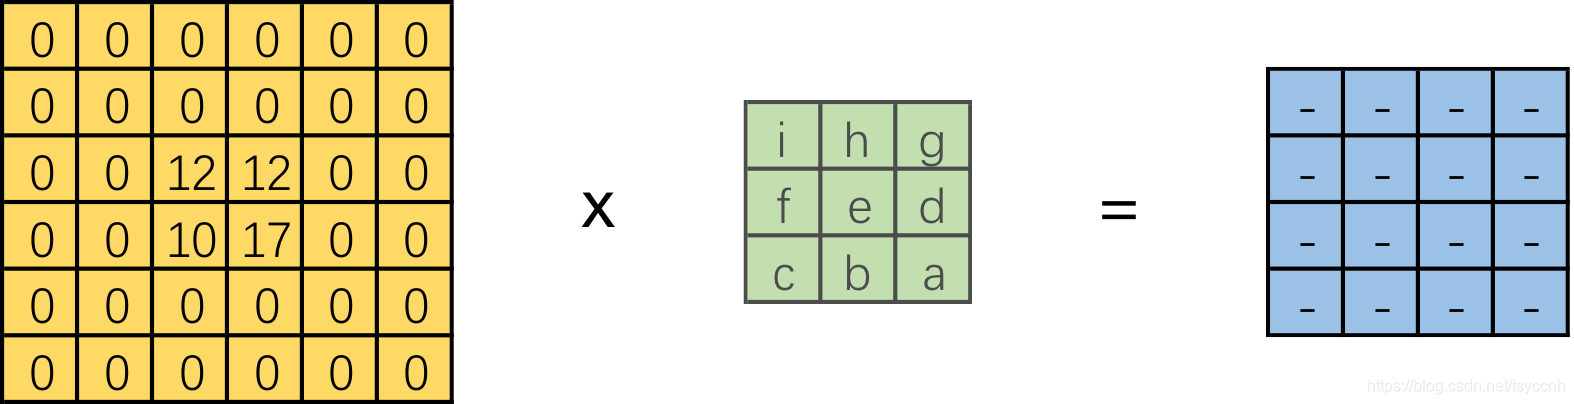 0 0 0 0 0 0
0 0 0 0 0 0
0 0 12 12 0 0
0 0 10 17 0 0
0 0 0 0 0 0
0 0 0 0 0 0
x
i h g
f e d
c b a
=
- - - -
- - - -
- - - -
- - - -
https://blog.csdn.net/tsyccnh